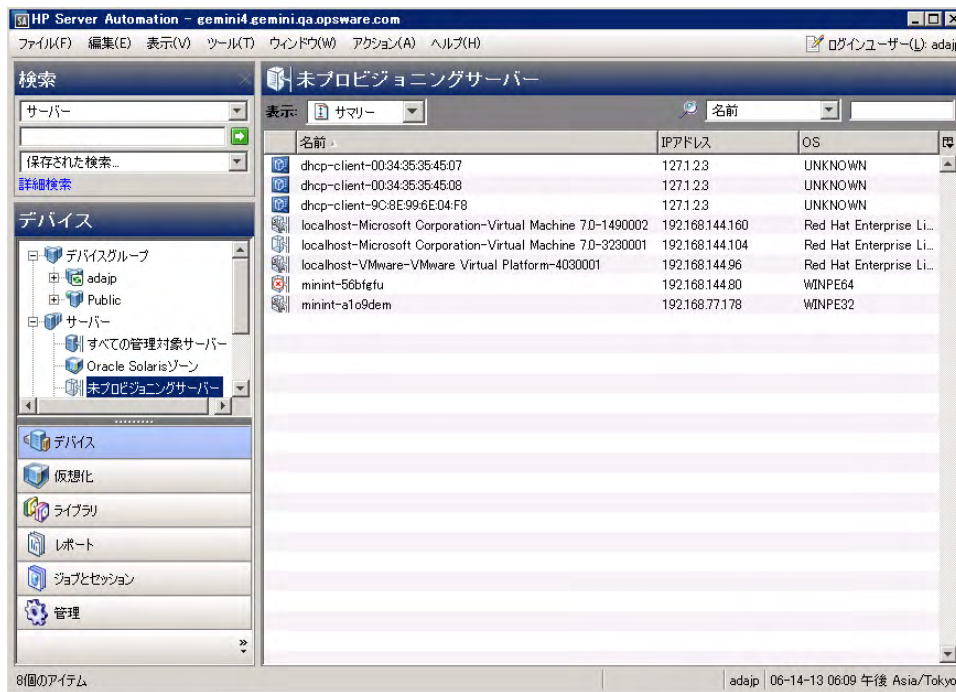 HP Server Automation - gemini4.gemini.qa.opsware.com
ファイル(F) 編集(E) 表示(V) ツール(T) ウィンドウ(W) アクション(A) ヘルプ(H) ログインユーザー(L): adajp
検索
サーバー
保存された検索...
詳細検索
デバイス
デバイスグループ
adajp
Public
サーバー
すべての管理対象サーバー
Oracle Solarisゾーン
未プロビジョニングサーバー
デバイス
仮想化
ライブラリ
レポート
ジョブとセッション
管理
未プロビジョニングサーバー
表示: サマリー 名前
名前 IPアドレス OS
dhcp-client-00:34:35:35:45:07 127.1.2.3 UNKNOWN
dhcp-client-00:34:35:35:45:08 127.1.2.3 UNKNOWN
dhcp-client-9C:8E:99:6E:04:F8 127.1.2.3 UNKNOWN
localhost-Microsoft Corporation-Virtual Machine 7.0-1490002 192.168.144.160 Red Hat Enterprise Li...
localhost-Microsoft Corporation-Virtual Machine 7.0-3230001 192.168.144.104 Red Hat Enterprise Li...
localhost-VMware-VMware Virtual Platform-4030001 192.168.144.96 Red Hat Enterprise Li...
minint-56bfgfu 192.168.144.80 WINPE64
minint-a1o9dem 192.168.77.178 WINPE32
8個のアイテム adajp 06-14-13 06:09 午後 Asia/Tokyo